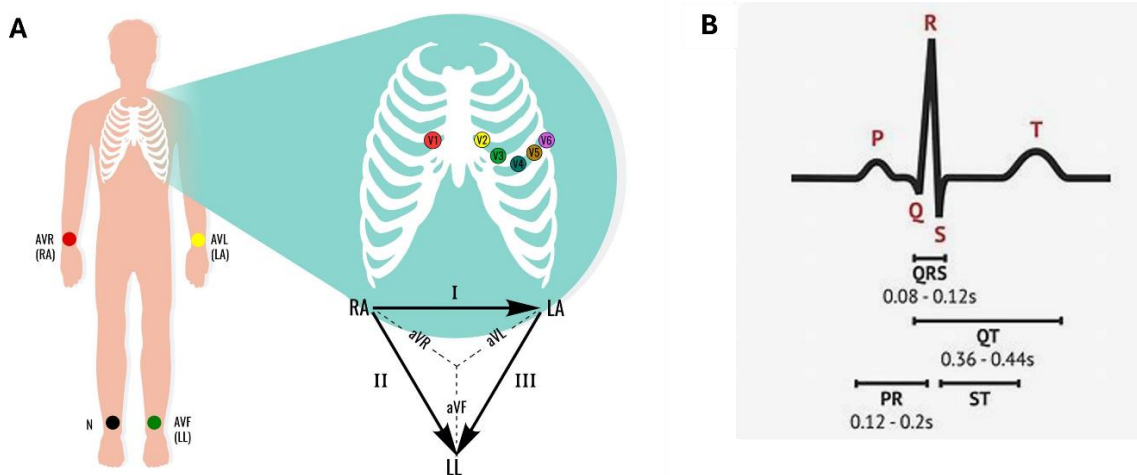 A
V1
V2
V3
V4
V5
V6
AVR
(RA)
AVL
(LA)
N
AVF
(LL)
I
RA
LA
aVR
aVL
II
III
aVF
LL
B
R
P
T
Q
S
QRS
0.08 - 0.12s
QT
0.36 - 0.44s
PR
ST
0.12 - 0.2s